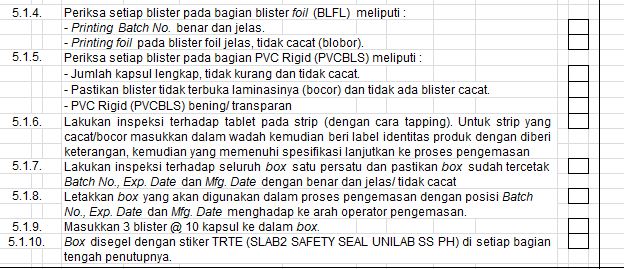 5.1.4. Periksa setiap blister pada bagian blister foil (BLFL) meliputi :
- Printing Batch No. benar dan jelas.
- Printing foil pada blister foil jelas, tidak cacat (blobor).
5.1.5. Periksa setiap blister pada bagian PVC Rigid (PVCBLS) meliputi :
- Jumlah kapsul lengkap, tidak kurang dan tidak cacat.
- Pastikan blister tidak terbuka laminasinya (bocor) dan tidak ada blister cacat.
- PVC Rigid (PVCBLS) bening/ transparan
5.1.6. Lakukan inspeksi terhadap tablet pada strip (dengan cara tapping). Untuk strip yang
cacat/bocor masukkan dalam wadah kemudian beri label identitas produk dengan diberi
keterangan, kemudian yang memenuhi spesifikasi lanjutkan ke proses pengemasan
5.1.7. Lakukan inspeksi terhadap seluruh box satu persatu dan pastikan box sudah tercetak
Batch No., Exp. Date dan Mfg. Date dengan benar dan jelas/ tidak cacat
5.1.8. Letakkan box yang akan digunakan dalam proses pengemasan dengan posisi Batch
No., Exp. Date dan Mfg. Date menghadap ke arah operator pengemasan.
5.1.9. Masukkan 3 blister @ 10 kapsul ke dalam box.
5.1.10. Box disegel dengan stiker TRTE (SLAB2 SAFETY SEAL UNILAB SS PH) di setiap bagian
tengah penutupnya.